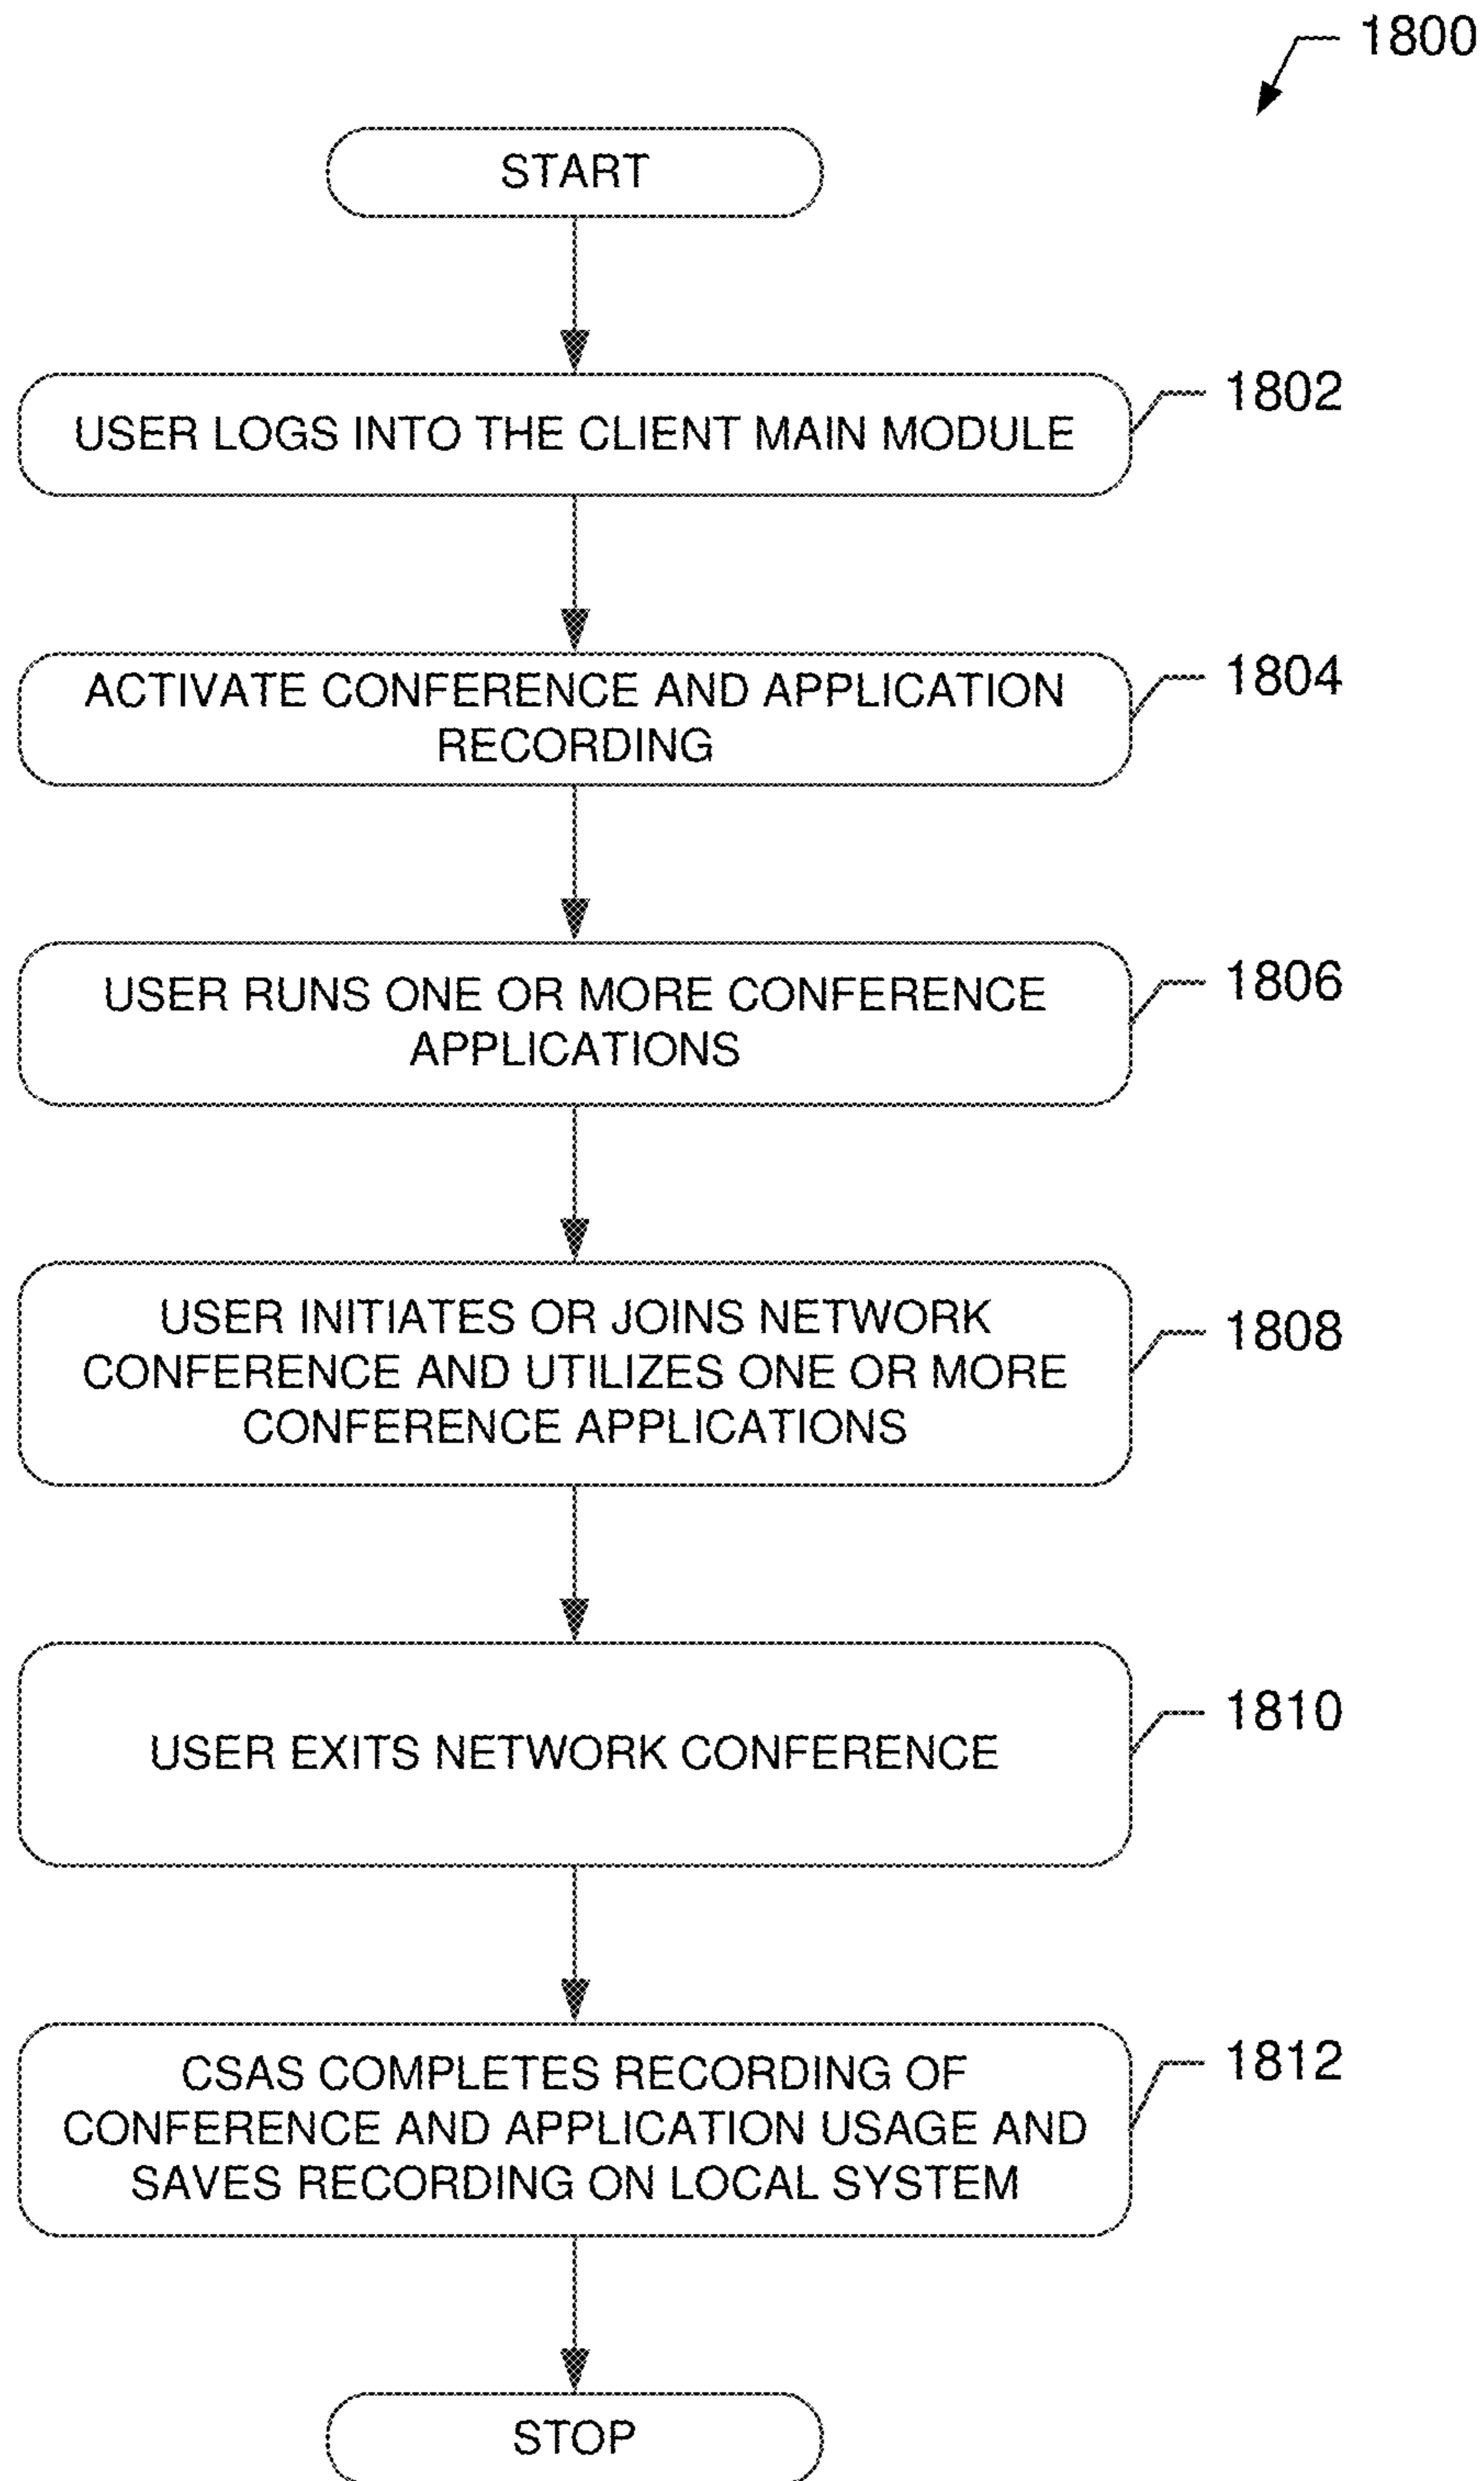 1800
START
USER LOGS INTO THE CLIENT MAIN MODULE
1802
ACTIVATE CONFERENCE AND APPLICATION
RECORDING
1804
USER RUNS ONE OR MORE CONFERENCE
APPLICATIONS
1806
USER INITIATES OR JOINS NETWORK
CONFERENCE AND UTILIZES ONE OR MORE
CONFERENCE APPLICATIONS
1808
USER EXITS NETWORK CONFERENCE
1810
CSAS COMPLETES RECORDING OF
CONFERENCE AND APPLICATION USAGE AND
SAVES RECORDING ON LOCAL SYSTEM
1812
STOP